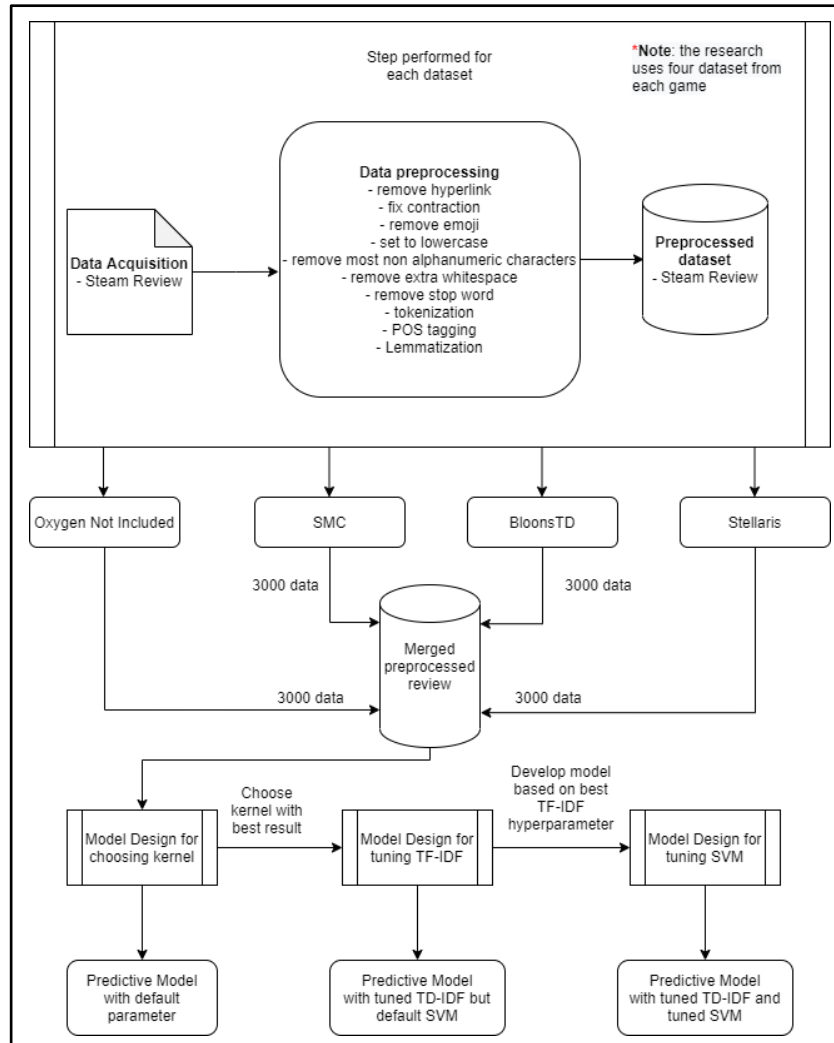 Step performed for
each dataset
*Note: the research
uses four dataset from
each game
Data Acquisition
- Steam Review
Data preprocessing
- remove hyperlink
- fix contraction
- remove emoji
- set to lowercase
- remove most non alphanumeric characters
- remove extra whitespace
- remove stop word
- tokenization
- POS tagging
- Lemmatization
Preprocessed
dataset
- Steam Review
Oxygen Not Included
SMC
BloonsTD
Stellaris
3000 data
3000 data
Merged
preprocessed
review
3000 data
3000 data
Model Design for
choosing kernel
Choose
kernel with
best result
Model Design for
tuning TF-IDF
Develop model
based on best
TF-IDF
hyperparameter
Model Design for
tuning SVM
Predictive Model
with default
parameter
Predictive Model
with tuned TD-IDF but
default SVM
Predictive Model
with tuned TD-IDF and
tuned SVM